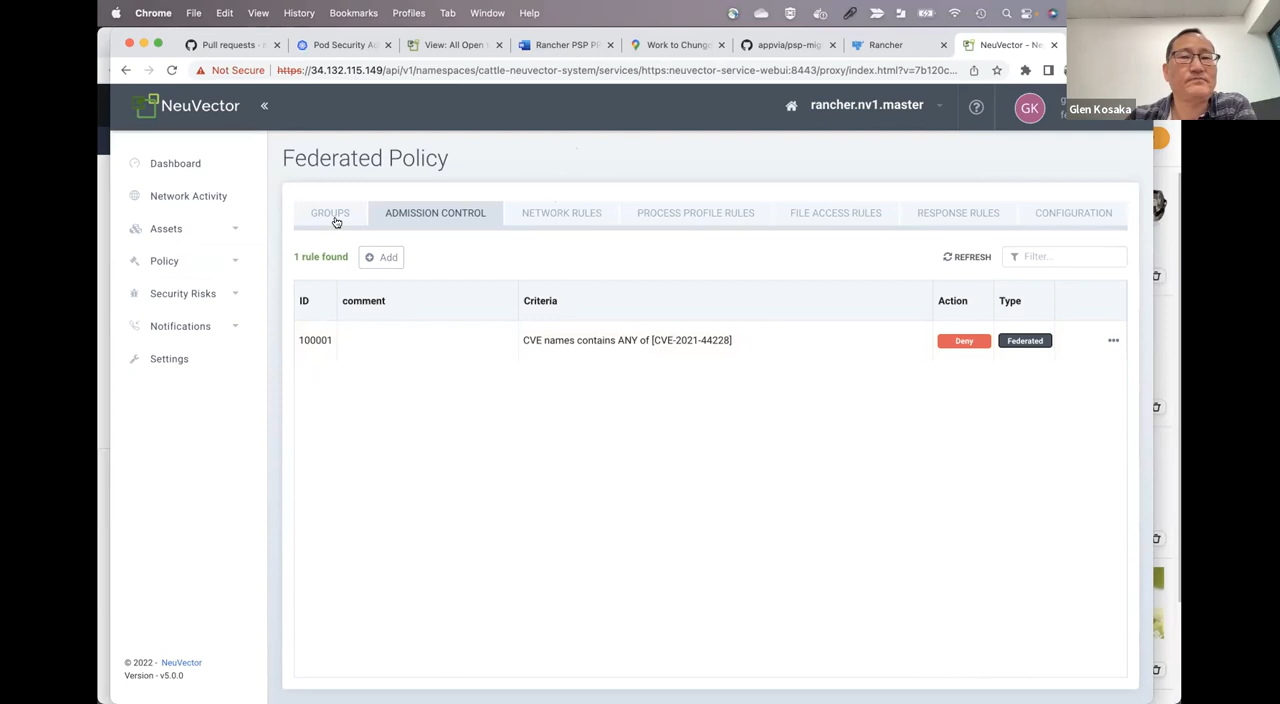 Chrome File Edit View History Bookmarks Profiles Tab Window Help
Pull requests - n
Pod Security Ac
View: All Open
Rancher PSP P
Work to Chung
appvia/psp-mig
Rancher
NeuVector - Ne
Not Secure https://34.132.115.149/api/v1/namespaces/cattle-neuvector-system/services/https:neuvector-service-webui:8443/proxy/index.html?v=7b120c...
Glen Kosaka
NeuVector «
rancher.nv1.master
GK
Dashboard
Network Activity
Assets
Policy
Security Risks
Notifications
Settings
Federated Policy
GROUPS ADMISSION CONTROL NETWORK RULES PROCESS PROFILE RULES FILE ACCESS RULES RESPONSE RULES CONFIGURATION
1 rule found Add REFRESH Filter...
ID comment Criteria Action Type
100001 CVE names contains ANY of [CVE-2021-44228] Deny Federated
© 2022 - NeuVector
Version - v5.0.0